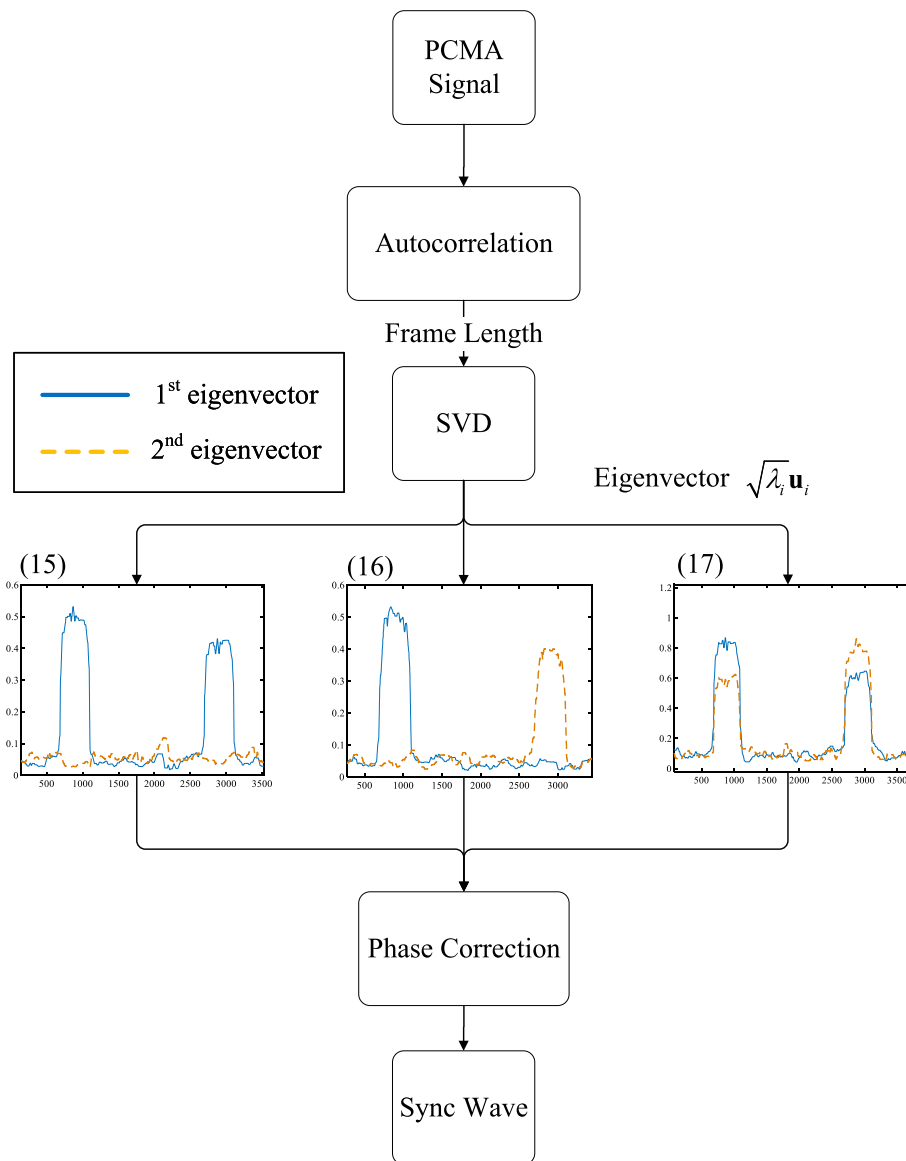 PCMA
Signal
Autocorrelation
Frame Length
1st eigenvector
2nd eigenvector
SVD
Eigenvector √λᵢ uᵢ
(15)
0.6
0.5
0.4
0.3
0.2
0.1
0
500 1000 1500 2000 2500 3000 3500
(16)
0.6
0.5
0.4
0.3
0.2
0.1
0
500 1000 1500 2000 2500 3000
(17)
1.2
1
0.8
0.6
0.4
0.2
0
500 1000 1500 2000 2500 3000 3500
Phase Correction
Sync Wave